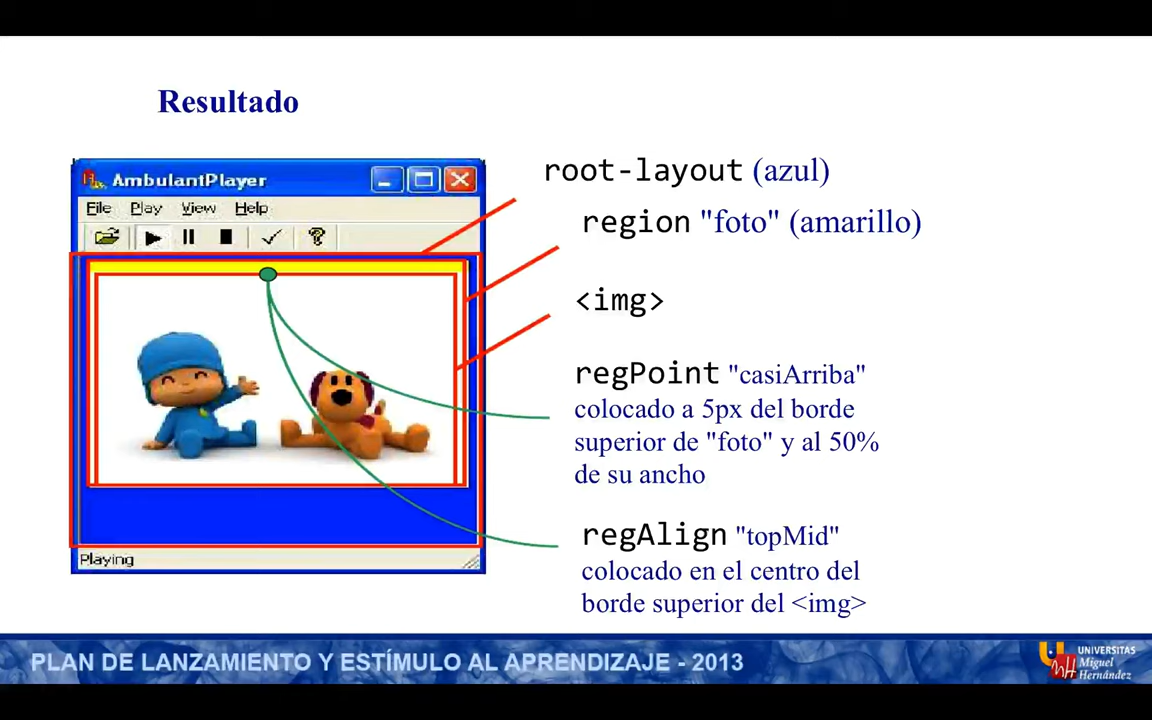 Resultado
AmbulantPlayer
File Play View Help
Playing
root-layout (azul)
region "foto" (amarillo)
<img>
regPoint "casiArriba"
colocado a 5px del borde
superior de "foto" y al 50%
de su ancho
regAlign "topMid"
colocado en el centro del
borde superior del <img>
PLAN DE LANZAMIENTO Y ESTÍMULO AL APRENDIZAJE - 2013
UNIVERSITAS
Miguel
Hernández